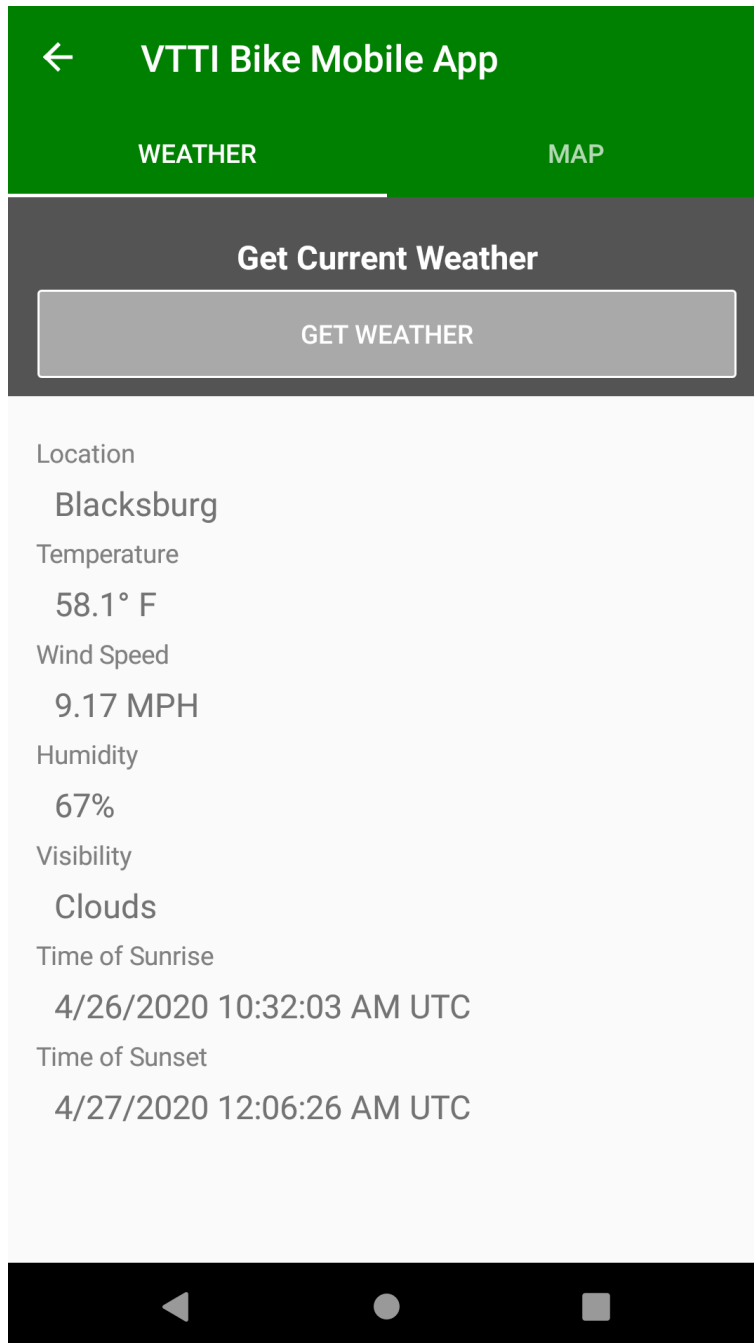 VTTI Bike Mobile App
WEATHER MAP
Get Current Weather
GET WEATHER
Location
Blacksburg
Temperature
58.1° F
Wind Speed
9.17 MPH
Humidity
67%
Visibility
Clouds
Time of Sunrise
4/26/2020 10:32:03 AM UTC
Time of Sunset
4/27/2020 12:06:26 AM UTC